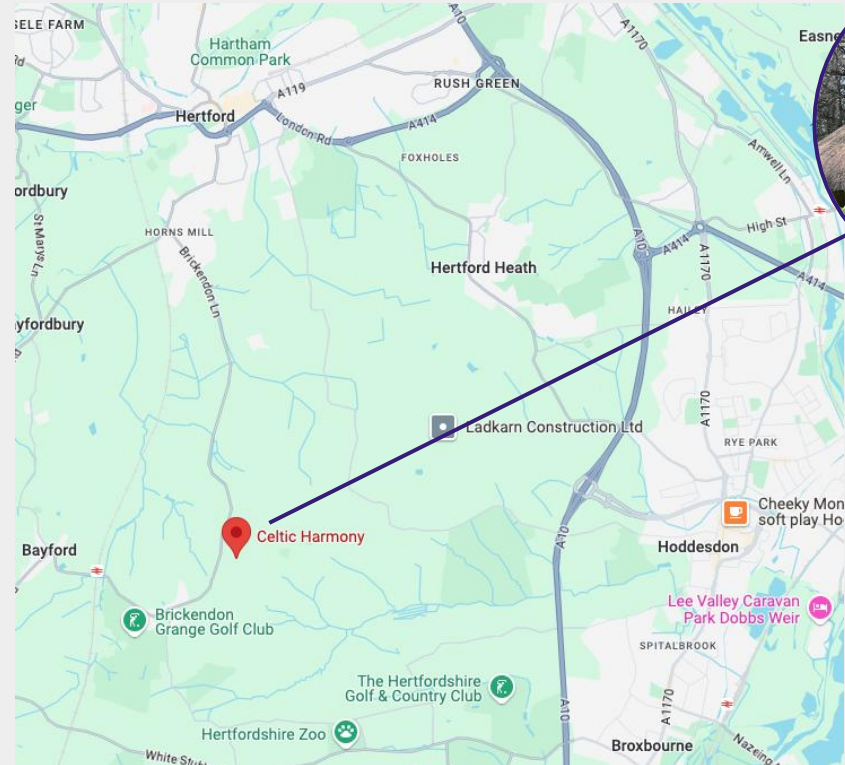 SELE FARM
Hartham
Common Park
A10
A1170
Easne
Rd
ger
A119
RUSH GREEN
Hertford
London Rd
A414
FOXHOLES
Amwell Ln
ordbury
St Marys Ln
HORNS MILL
High St
Brickendon Ln
A10
A414
A1170
Hertford Heath
A414
HAILEY
yfordbury
A1170
Ladkarn Construction Ltd
RYE PARK
Cheeky Mon
soft play Ho
Celtic Harmony
A10
Hoddesdon
Bayford
Lee Valley Caravan
Park Dobbs Weir
Brickendon
Grange Golf Club
SPITALBROOK
The Hertfordshire
Golf & Country Club
A10
A1170
Hertfordshire Zoo
Broxbourne
White Stubb
Nazeing